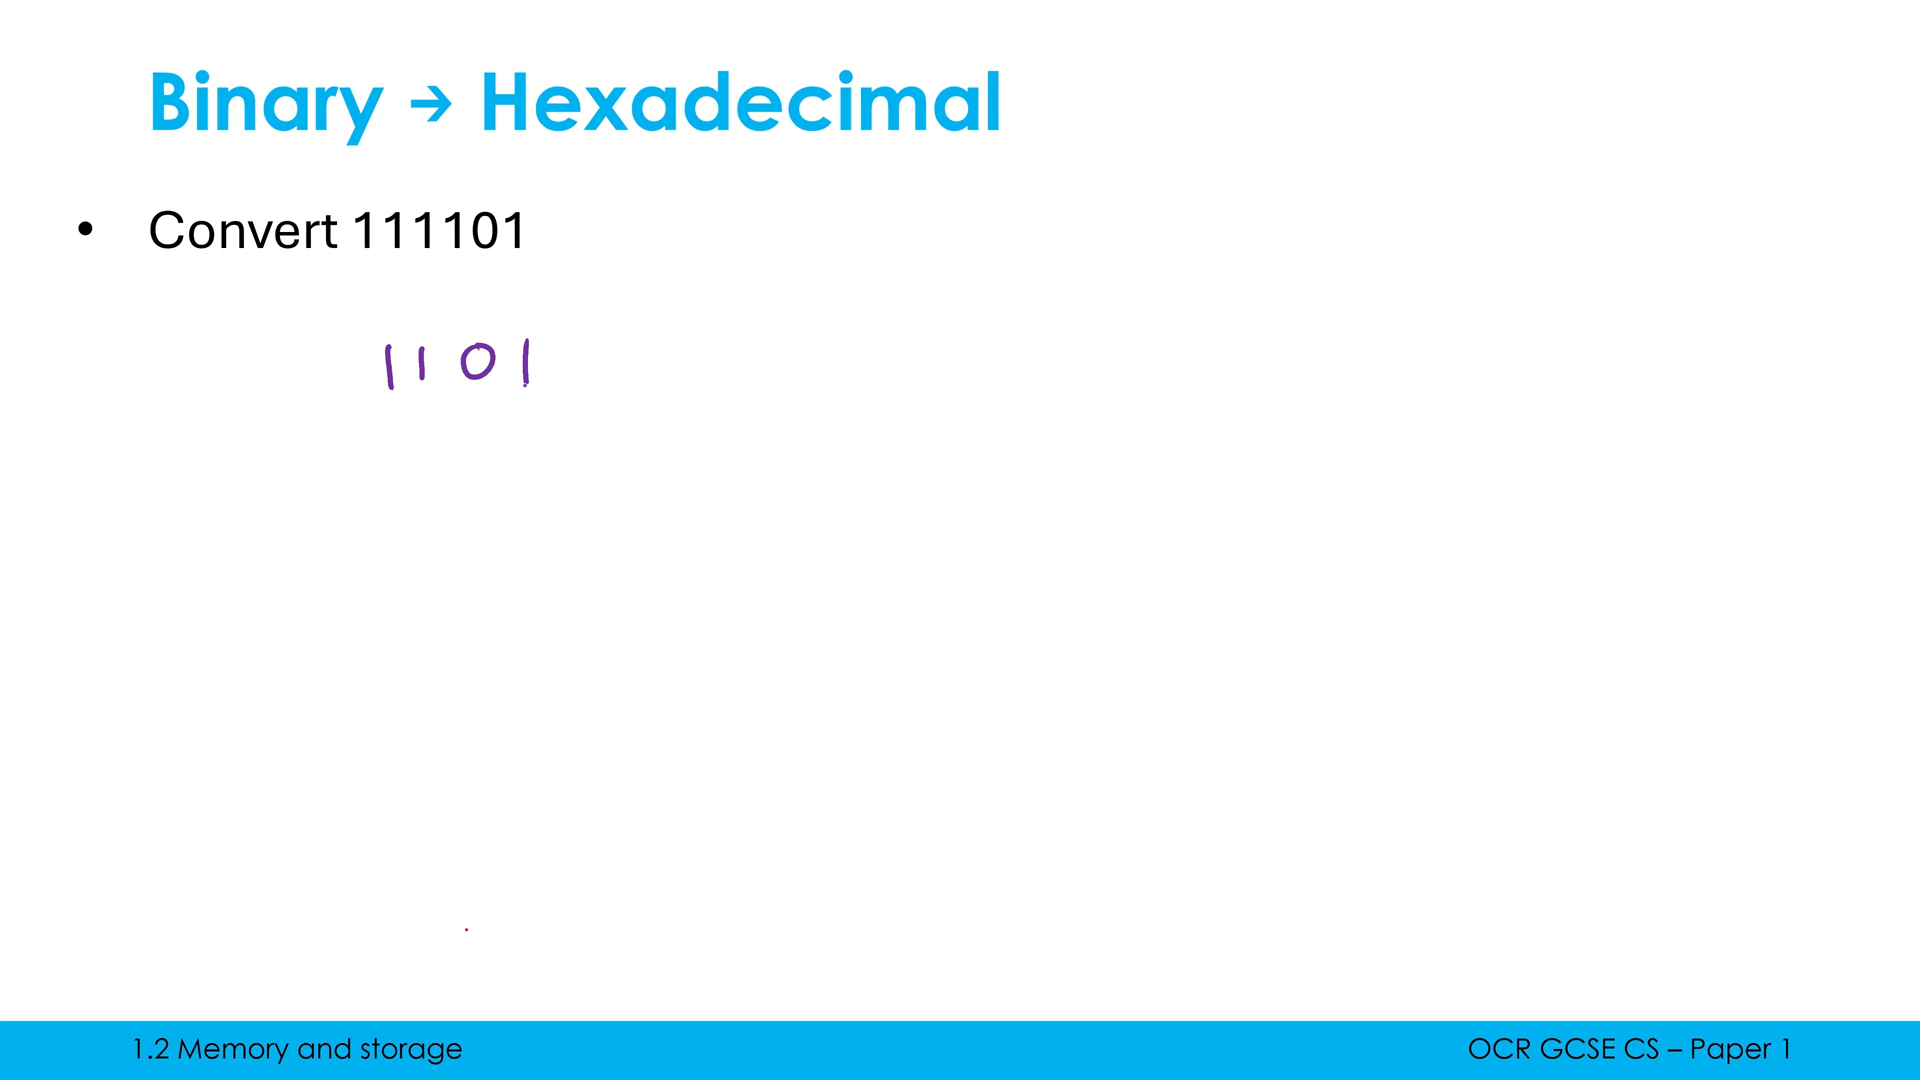 Binary → Hexadecimal
• Convert 111101
1101
1.2 Memory and storage
OCR GCSE CS – Paper 1